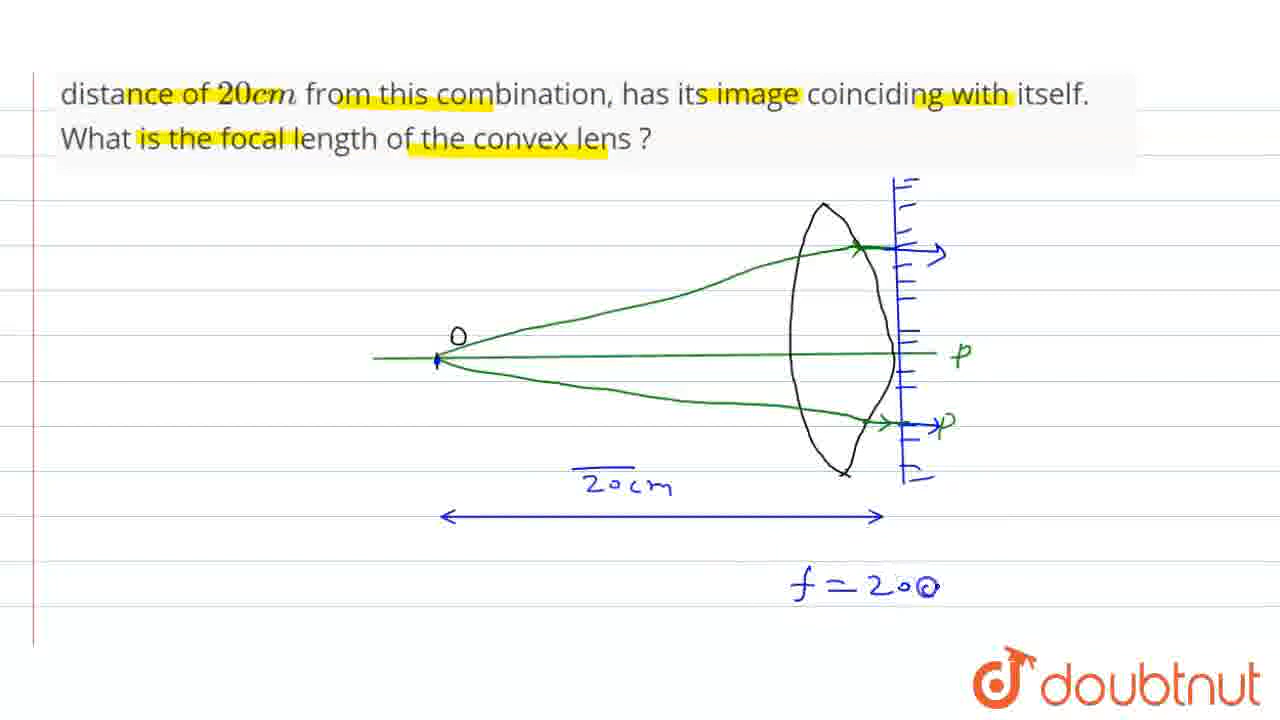 distance of 20cm from this combination, has its image coinciding with itself.
What is the focal length of the convex lens ?
O
P
P
20cm
f = 200
doubtnut